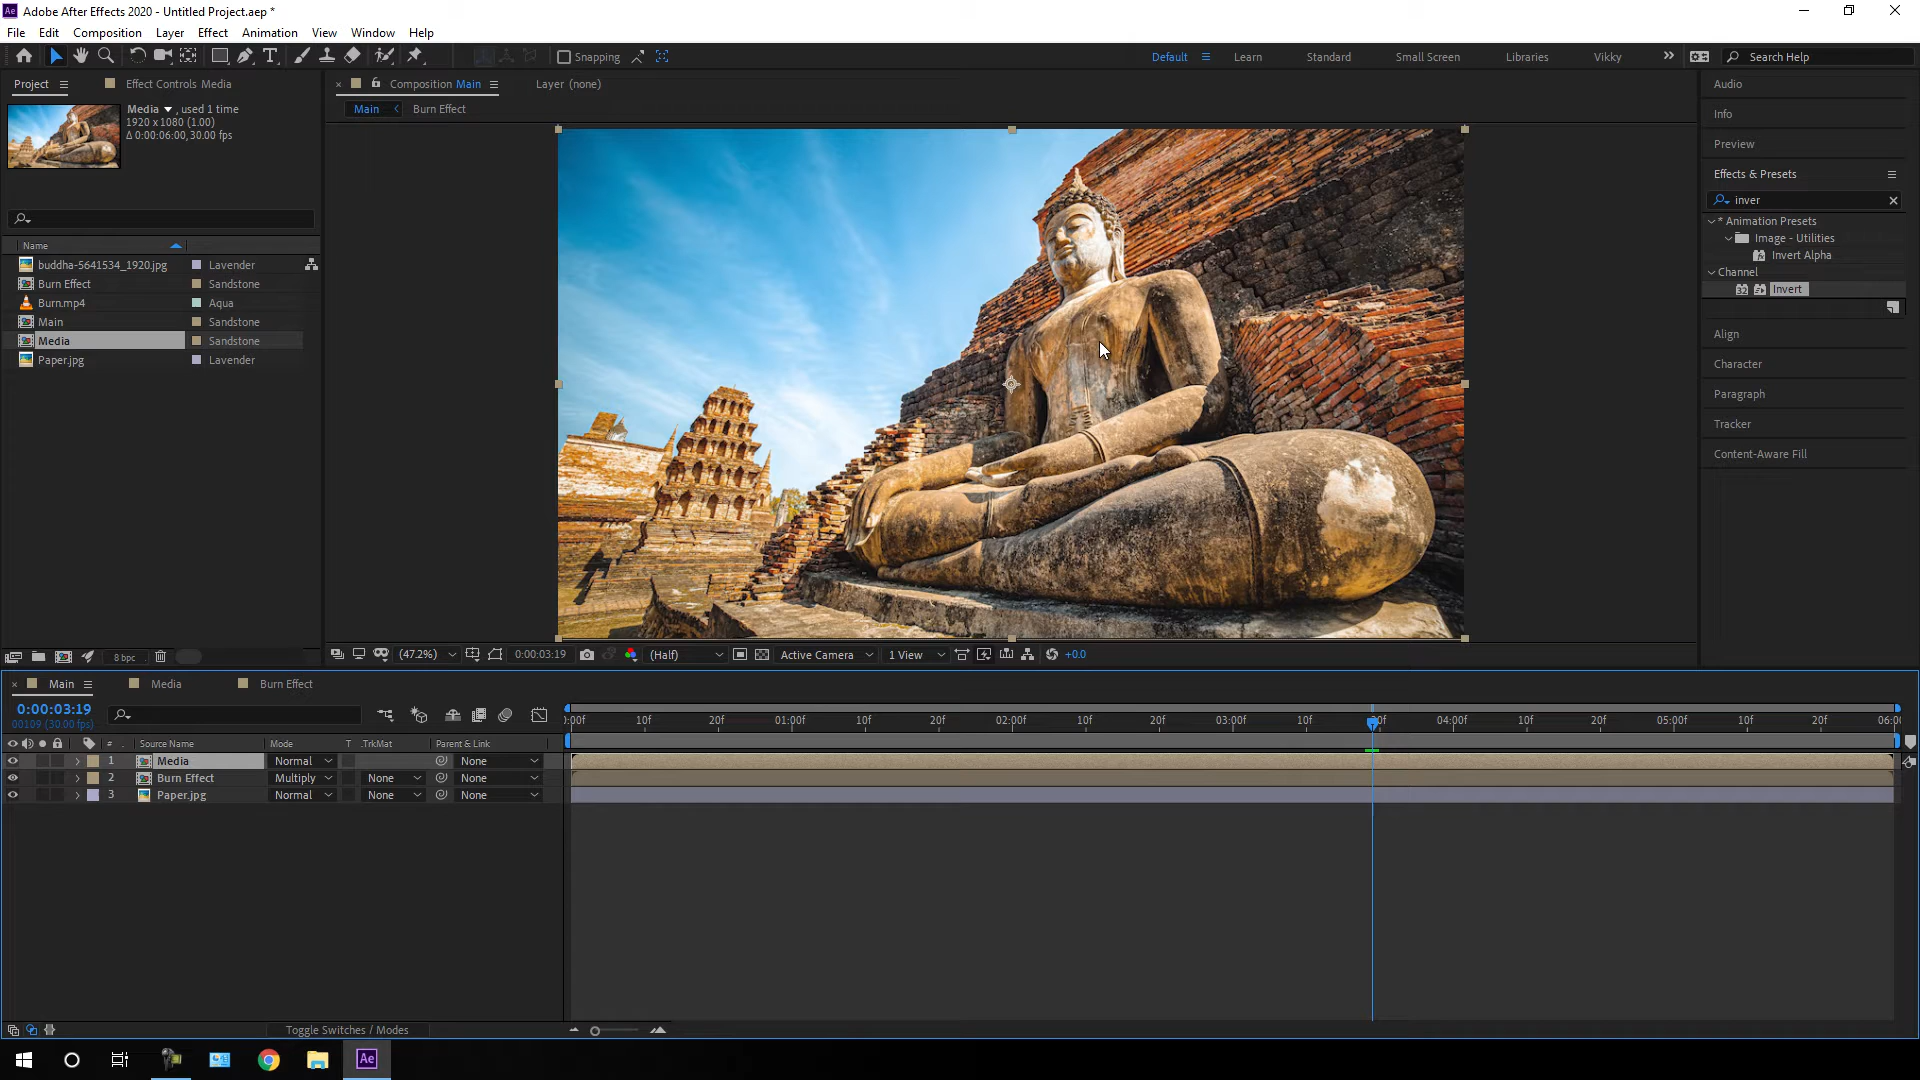 Adobe After Effects 2020 - Untitled Project.aep *
File Edit Composition Layer Effect Animation View Window Help
Snapping Default Learn Standard Small Screen Libraries Vikky Search Help
Project Effect Controls Media
Composition Main Layer (none)
Main Burn Effect
Media , used 1 time
1920 x 1080 (1.00)
Δ 0:00:06:00, 30.00 fps
Name
buddha-5641534_1920.jpg Lavender
Burn Effect Sandstone
Burn.mp4 Aqua
Main Sandstone
Media Sandstone
Paper.jpg Lavender
8 bpc
Audio
Info
Preview
Effects & Presets
inver
* Animation Presets
Image - Utilities
Invert Alpha
Channel
32 Invert
Align
Character
Paragraph
Tracker
Content-Aware Fill
(47.2%) 0:00:03:19 (Half) Active Camera 1 View +0.0
Main Media Burn Effect
0:00:03:19
00109 (30.00 fps)
:00f 10f 20f 01:00f 10f 20f 02:00f 10f 20f 03:00f 10f 20f 04:00f 10f 20f 05:00f 10f 20f 06:00
# Source Name Mode T .TrkMat Parent & Link
1 Media Normal None
2 Burn Effect Multiply None None
3 Paper.jpg Normal None None
Toggle Switches / Modes
Ae